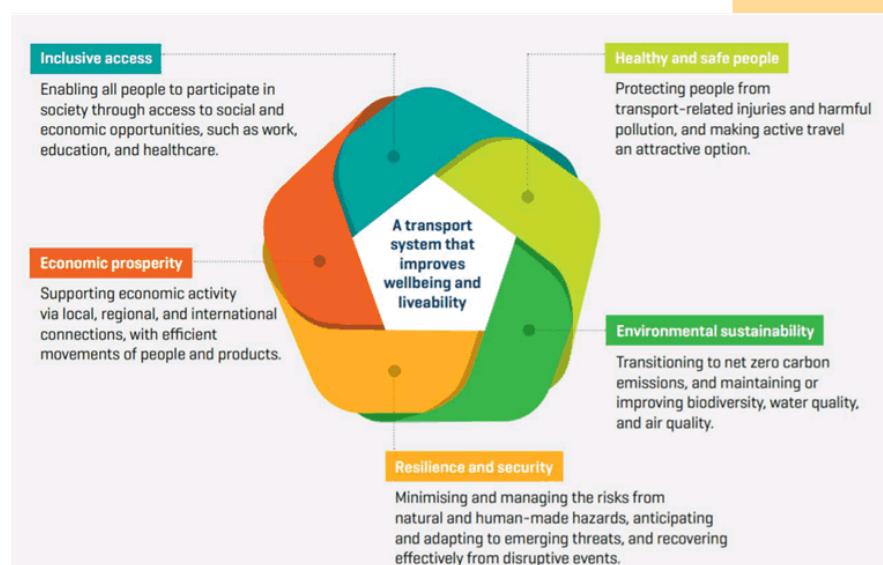 Inclusive access
Enabling all people to participate in
society through access to social and
economic opportunities, such as work,
education, and healthcare.
Healthy and safe people
Protecting people from
transport-related injuries and harmful
pollution, and making active travel
an attractive option.
A transport
system that
improves
wellbeing and
liveability
Economic prosperity
Supporting economic activity
via local, regional, and international
connections, with efficient
movements of people and products.
Environmental sustainability
Transitioning to net zero carbon
emissions, and maintaining or
improving biodiversity, water quality,
and air quality.
Resilience and security
Minimising and managing the risks from
natural and human-made hazards, anticipating
and adapting to emerging threats, and recovering
effectively from disruptive events.